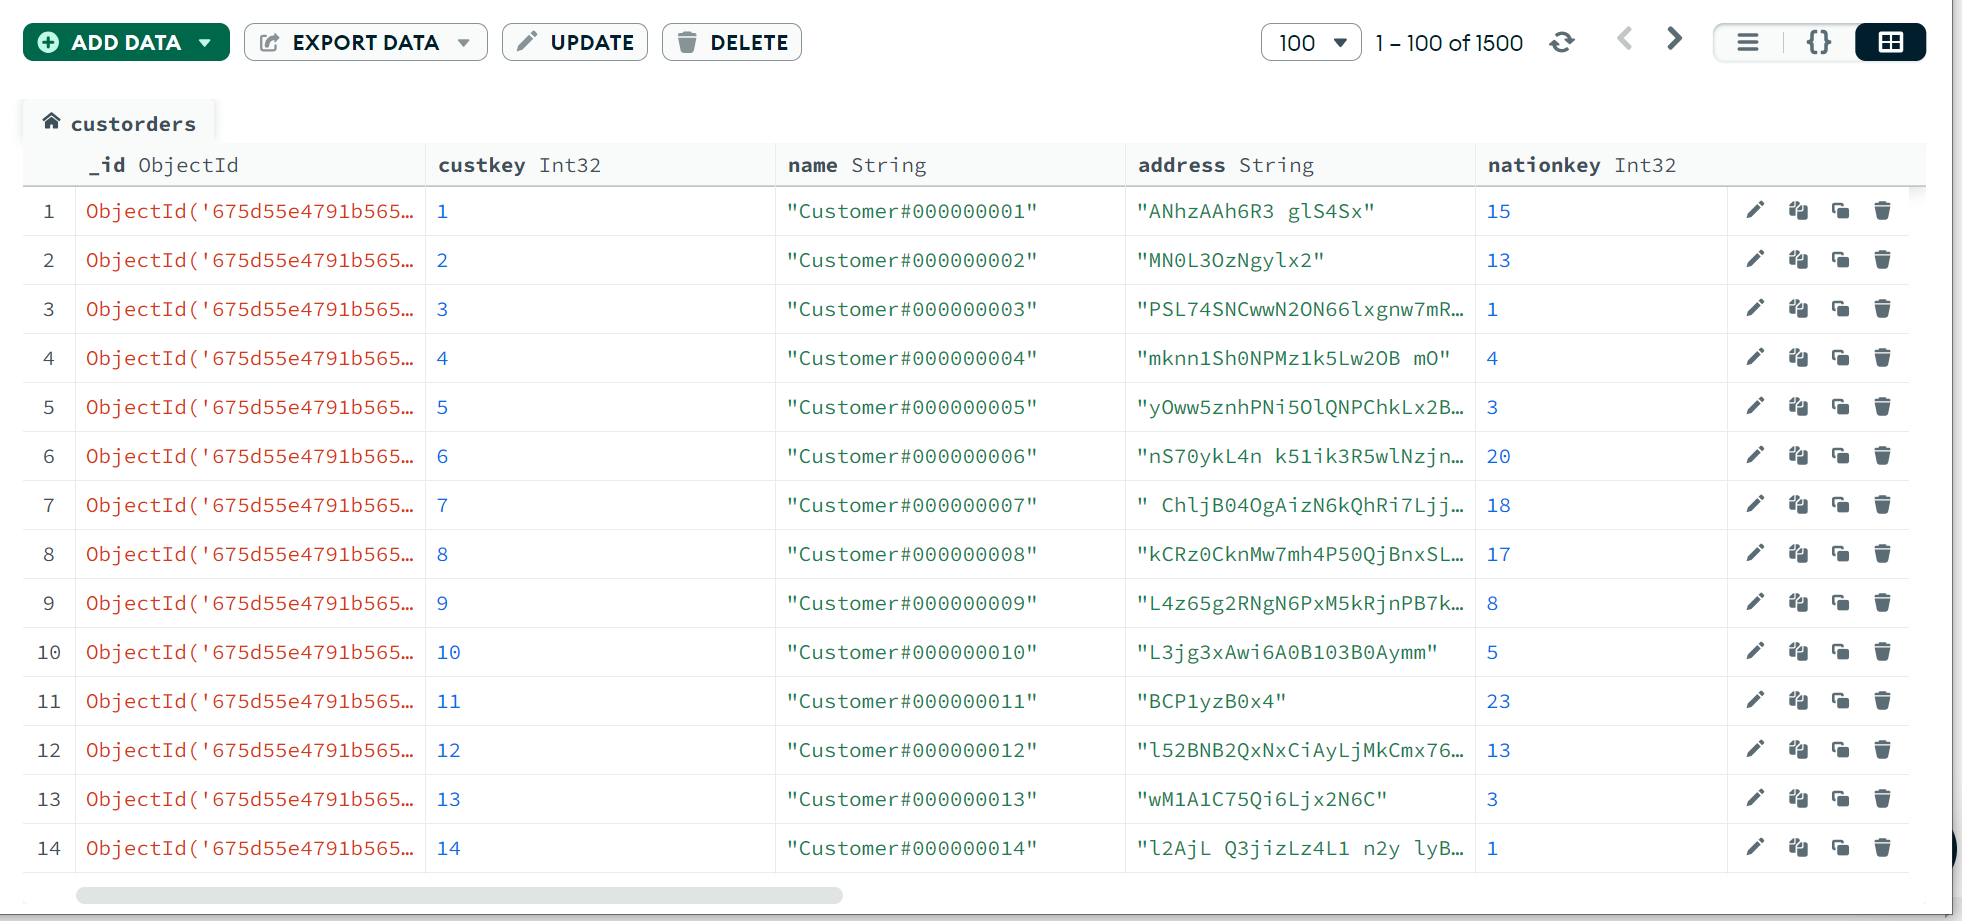 ADD DATA EXPORT DATA UPDATE DELETE 100 1 – 100 of 1500 {}
custorders
_id ObjectId custkey Int32 name String address String nationkey Int32
1 ObjectId('675d55e4791b565… 1 "Customer#000000001" "ANhzAAh6R3 glS4Sx" 15
2 ObjectId('675d55e4791b565… 2 "Customer#000000002" "MN0L3OzNgylx2" 13
3 ObjectId('675d55e4791b565… 3 "Customer#000000003" "PSL74SNCwwN2ON66lxgnw7mR… 1
4 ObjectId('675d55e4791b565… 4 "Customer#000000004" "mknn1Sh0NPMz1k5Lw2OB mO" 4
5 ObjectId('675d55e4791b565… 5 "Customer#000000005" "yOww5znhPNi5OlQNPChkLx2B… 3
6 ObjectId('675d55e4791b565… 6 "Customer#000000006" "nS70ykL4n k51ik3R5wlNzjn… 20
7 ObjectId('675d55e4791b565… 7 "Customer#000000007" " ChljB04OgAizN6kQhRi7Ljj… 18
8 ObjectId('675d55e4791b565… 8 "Customer#000000008" "kCRz0CknMw7mh4P50QjBnxSL… 17
9 ObjectId('675d55e4791b565… 9 "Customer#000000009" "L4z65g2RNgN6PxM5kRjnPB7k… 8
10 ObjectId('675d55e4791b565… 10 "Customer#000000010" "L3jg3xAwi6A0B103B0Aymm" 5
11 ObjectId('675d55e4791b565… 11 "Customer#000000011" "BCP1yzB0x4" 23
12 ObjectId('675d55e4791b565… 12 "Customer#000000012" "l52BNB2QxNxCiAyLjMkCmx76… 13
13 ObjectId('675d55e4791b565… 13 "Customer#000000013" "wM1A1C75Qi6Ljx2N6C" 3
14 ObjectId('675d55e4791b565… 14 "Customer#000000014" "l2AjL Q3jizLz4L1 n2y lyB… 1